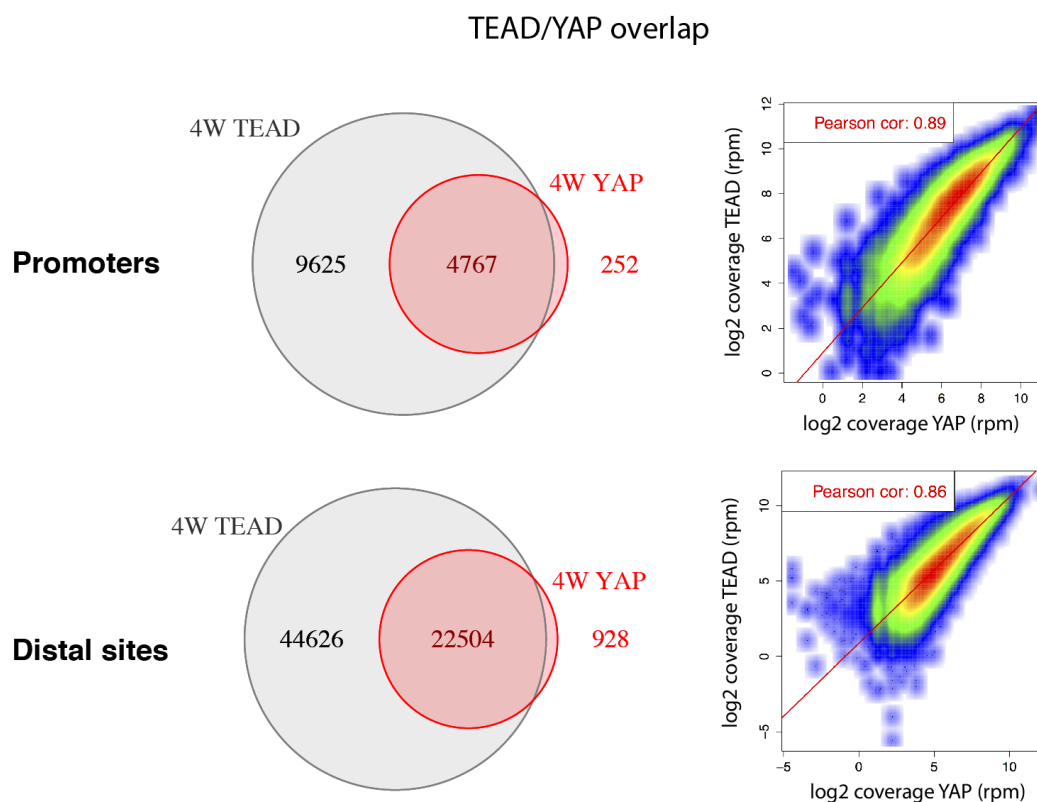 TEAD/YAP overlap
Promoters
4W TEAD
4W YAP
9625
4767
252
Pearson cor: 0.89
log2 coverage TEAD (rpm)
12
10
8
6
4
2
0
0 2 4 6 8 10
log2 coverage YAP (rpm)
Distal sites
4W TEAD
4W YAP
44626
22504
928
Pearson cor: 0.86
log2 coverage TEAD (rpm)
10
5
0
−5
−5 0 5 10
log2 coverage YAP (rpm)